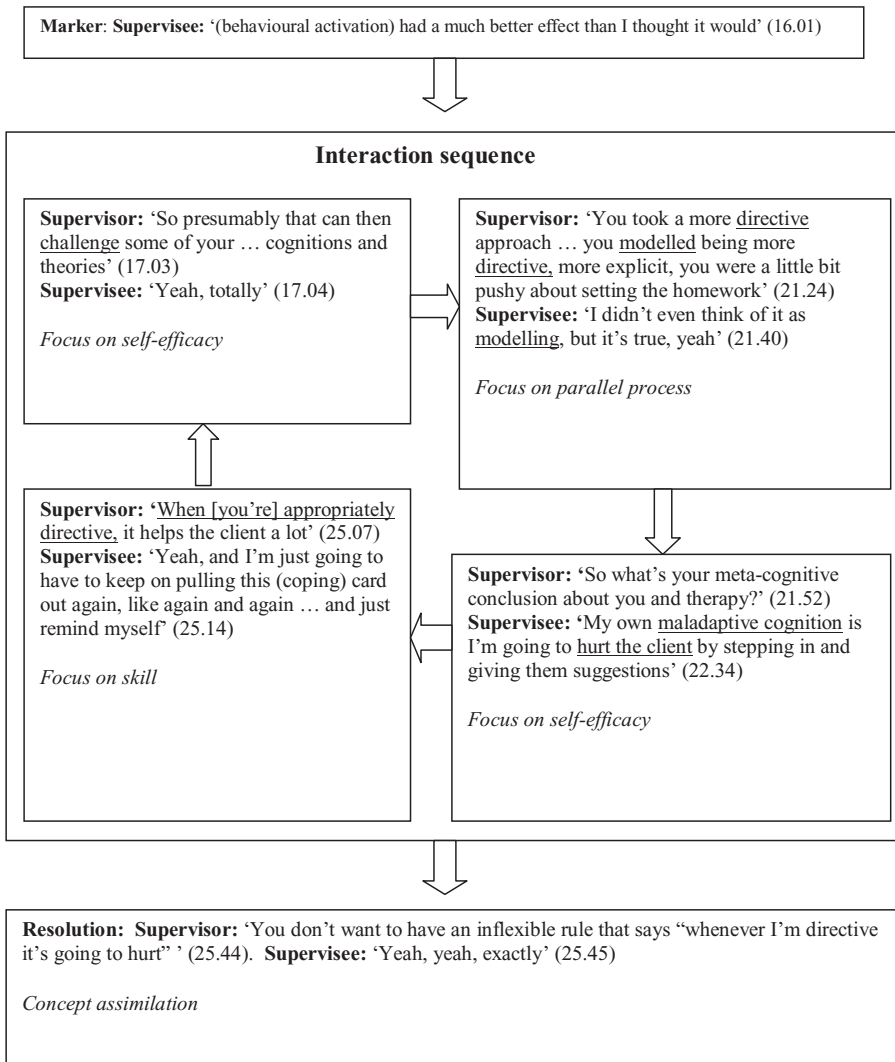 Marker: Supervisee: ‘(behavioural activation) had a much better effect than I thought it would’ (16.01)
Interaction sequence
Supervisor: ‘So presumably that can then
challenge some of your … cognitions and
theories’ (17.03)
Supervisee: ‘Yeah, totally’ (17.04)
Focus on self-efficacy
Supervisor: ‘You took a more directive
approach … you modelled being more
directive, more explicit, you were a little bit
pushy about setting the homework’ (21.24)
Supervisee: ‘I didn’t even think of it as
modelling, but it’s true, yeah’ (21.40)
Focus on parallel process
Supervisor: ‘So what’s your meta-cognitive
conclusion about you and therapy?’ (21.52)
Supervisee: ‘My own maladaptive cognition is
I’m going to hurt the client by stepping in and
giving them suggestions’ (22.34)
Focus on self-efficacy
Supervisor: ‘When [you’re] appropriately
directive, it helps the client a lot’ (25.07)
Supervisee: ‘Yeah, and I’m just going to
have to keep on pulling this (coping) card
out again, like again and again … and just
remind myself’ (25.14)
Focus on skill
Resolution: Supervisor: ‘You don’t want to have an inflexible rule that says “whenever I’m directive
it’s going to hurt” ’ (25.44). Supervisee: ‘Yeah, yeah, exactly’ (25.45)
Concept assimilation